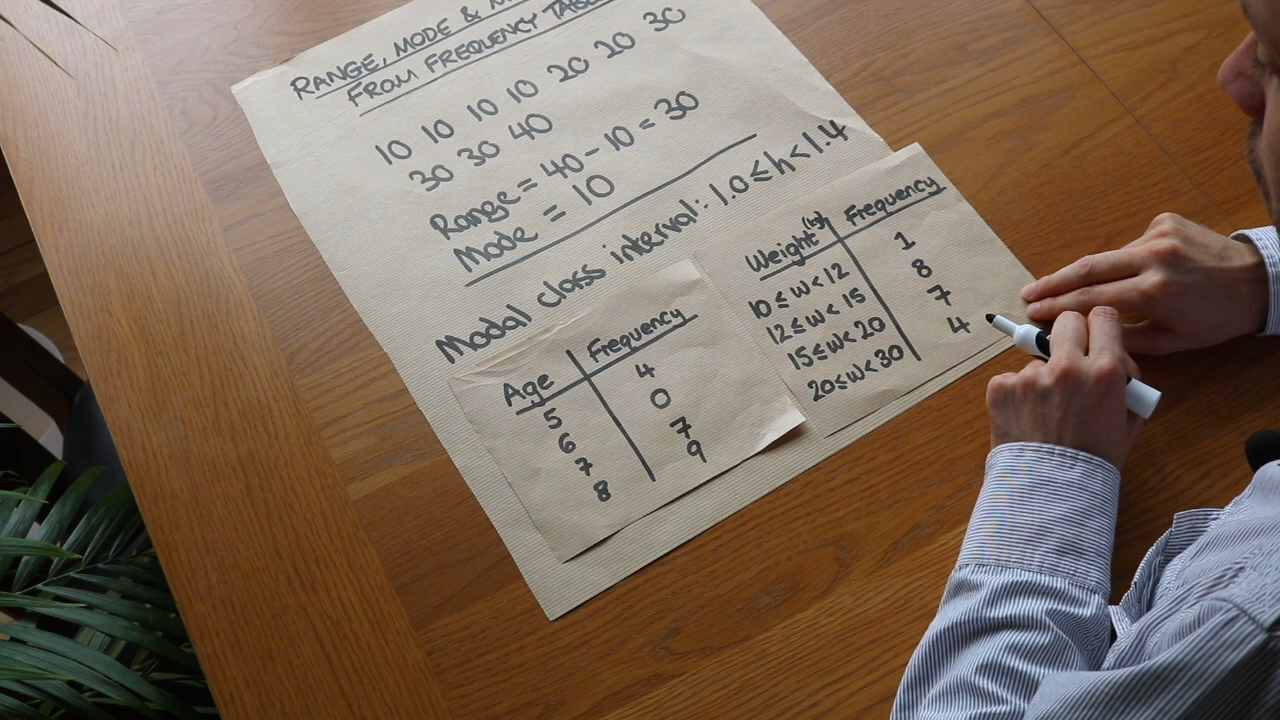 RANGE, MODE &
FROM FREQUENCY
10 10 10 10 20 20 30
30 30 40
Range = 40 - 10 = 30
Mode = 10
Modal class interval: 1.0 ≤ h < 1.4
Age Frequency
5 4
6 0
7 7
8 9
Weight (kg) Frequency
10 ≤ w < 12 1
12 ≤ w < 15 8
15 ≤ w < 20 7
20 ≤ w < 30 4